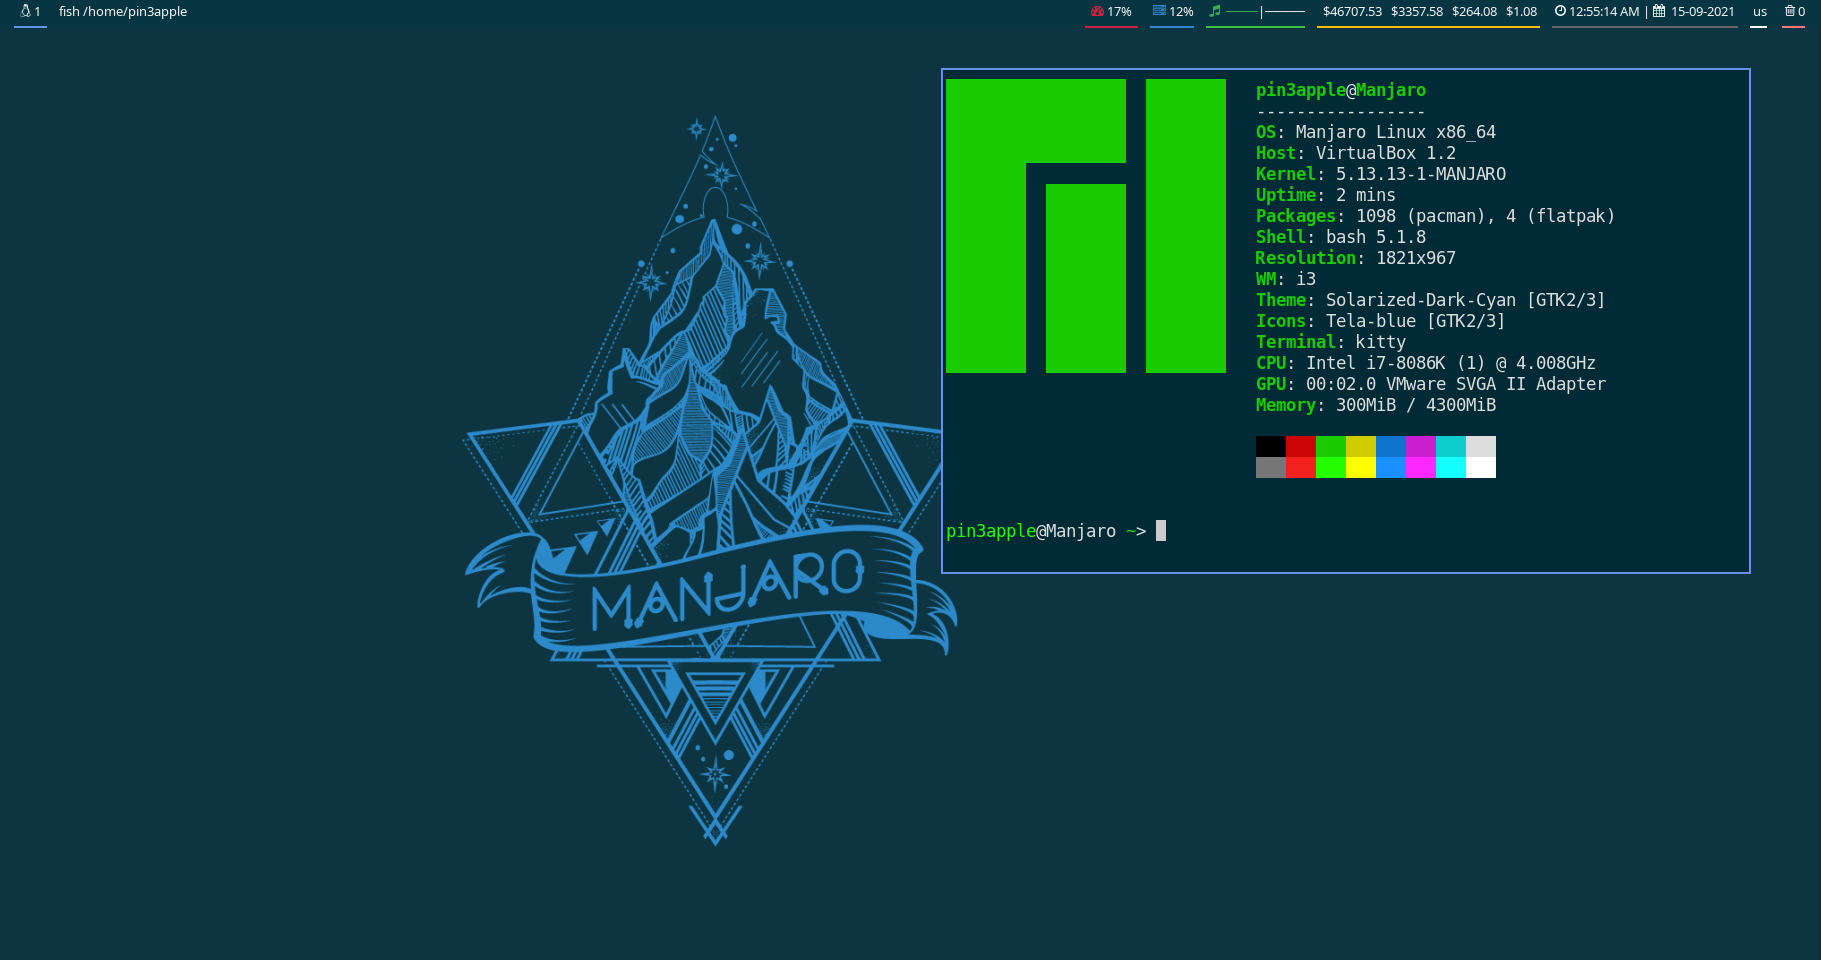 1 fish /home/pin3apple 17% 12% $46707.53 $3357.58 $264.08 $1.08 12:55:14 AM | 15-09-2021 us 0
pin3apple@Manjaro
-----------------
OS: Manjaro Linux x86_64
Host: VirtualBox 1.2
Kernel: 5.13.13-1-MANJARO
Uptime: 2 mins
Packages: 1098 (pacman), 4 (flatpak)
Shell: bash 5.1.8
Resolution: 1821x967
WM: i3
Theme: Solarized-Dark-Cyan [GTK2/3]
Icons: Tela-blue [GTK2/3]
Terminal: kitty
CPU: Intel i7-8086K (1) @ 4.008GHz
GPU: 00:02.0 VMware SVGA II Adapter
Memory: 300MiB / 4300MiB
pin3apple@Manjaro ~>
MANJARO